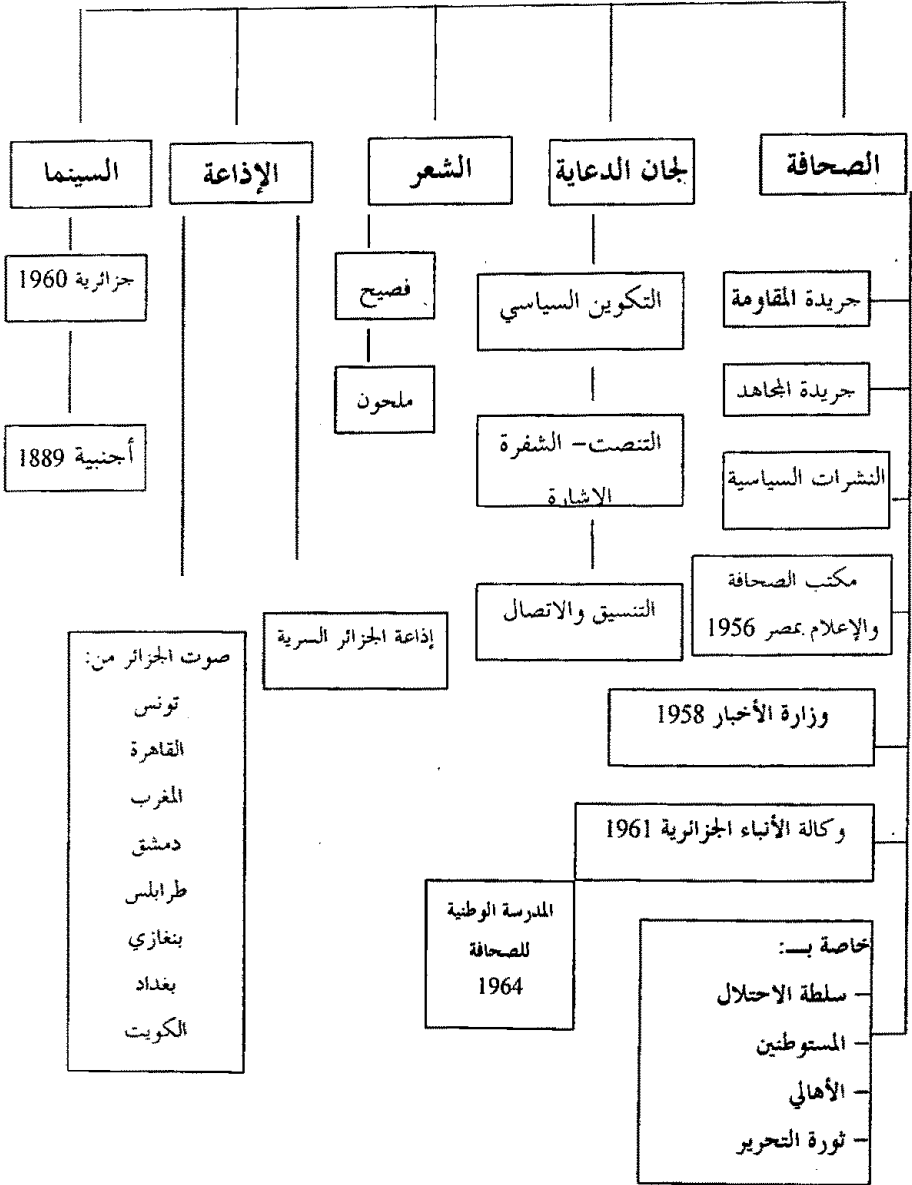 الصحافة
لجان الدعاية
الشعر
الإذاعة
السينما
جريدة المقاومة
جريدة المجاهد
النشرات السياسية
مكتب الصحافة
والإعلام بمصر 1956
وزارة الأخبار 1958
وكالة الأنباء الجزائرية 1961
المدرسة الوطنية
للصحافة
1964
خاصة بـــ:
– سلطة الاحتلال
– المستوطنين
– الأهالي
– ثورة التحرير
التكوين السياسي
التنصت– الشفرة
الاشارة
التنسيق والاتصال
فصيح
ملحون
إذاعة الجزائر السرية
صوت الجزائر من:
تونس
القاهرة
المغرب
دمشق
طرابلس
بنغازي
بغداد
الكويت
جزائرية 1960
أجنبية 1889